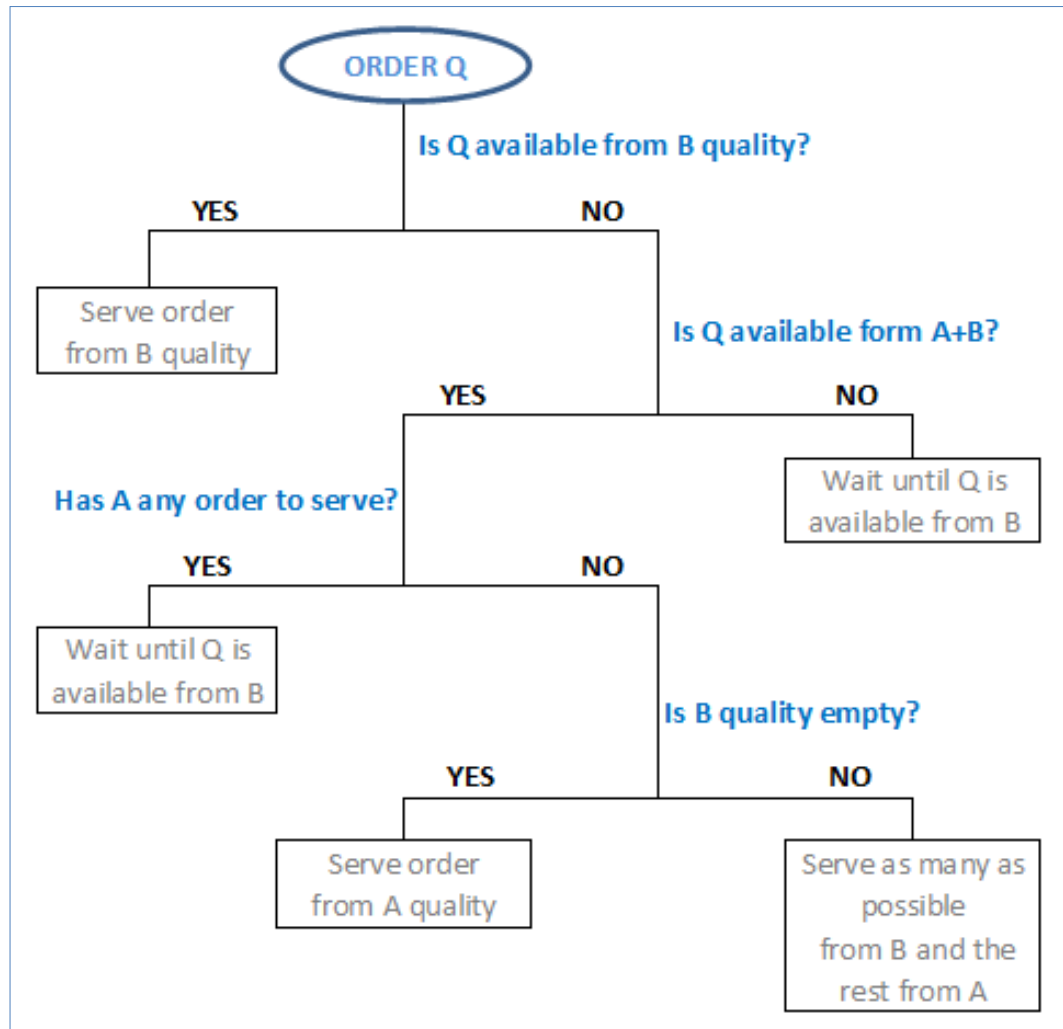 ORDER Q
Is Q available from B quality?
YES
NO
Serve order
from B quality
Is Q available form A+B?
YES
NO
Wait until Q is
available from B
Has A any order to serve?
YES
NO
Wait until Q is
available from B
Is B quality empty?
YES
NO
Serve order
from A quality
Serve as many as
possible
from B and the
rest from A